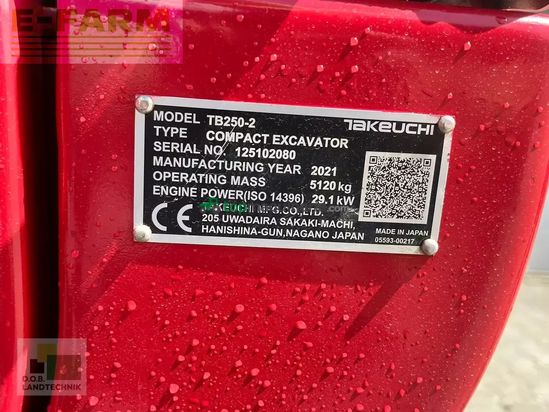 E-FARM
MODEL TB250-2
TAKEUCHI
TYPE COMPACT EXCAVATOR
SERIAL NO. 125102080
MANUFACTURING YEAR 2021
OPERATING MASS 5120kg
ENGINE POWER(ISO 14396) 29.1 kW
TAKEUCHI MFG.CO.,LTD.
205 UWADAIRA SAKAKI-MACHI,
HANISHINA-GUN,NAGANO JAPAN
CE
MADE IN JAPAN
05593-00217
D.O.B.
LANDTECHNIK